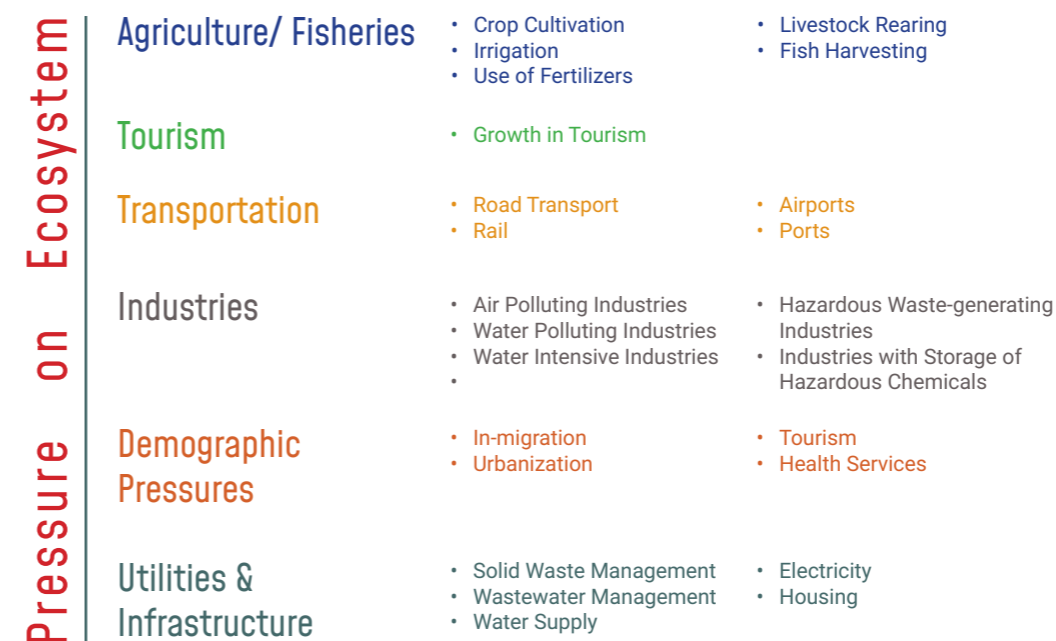 Pressure on Ecosystem
Agriculture/ Fisheries
• Crop Cultivation
• Irrigation
• Use of Fertilizers
• Livestock Rearing
• Fish Harvesting
Tourism
• Growth in Tourism
Transportation
• Road Transport
• Rail
• Airports
• Ports
Industries
• Air Polluting Industries
• Water Polluting Industries
• Water Intensive Industries
•
• Hazardous Waste-generating
Industries
• Industries with Storage of
Hazardous Chemicals
Demographic
Pressures
• In-migration
• Urbanization
• Tourism
• Health Services
Utilities &
Infrastructure
• Solid Waste Management
• Wastewater Management
• Water Supply
• Electricity
• Housing